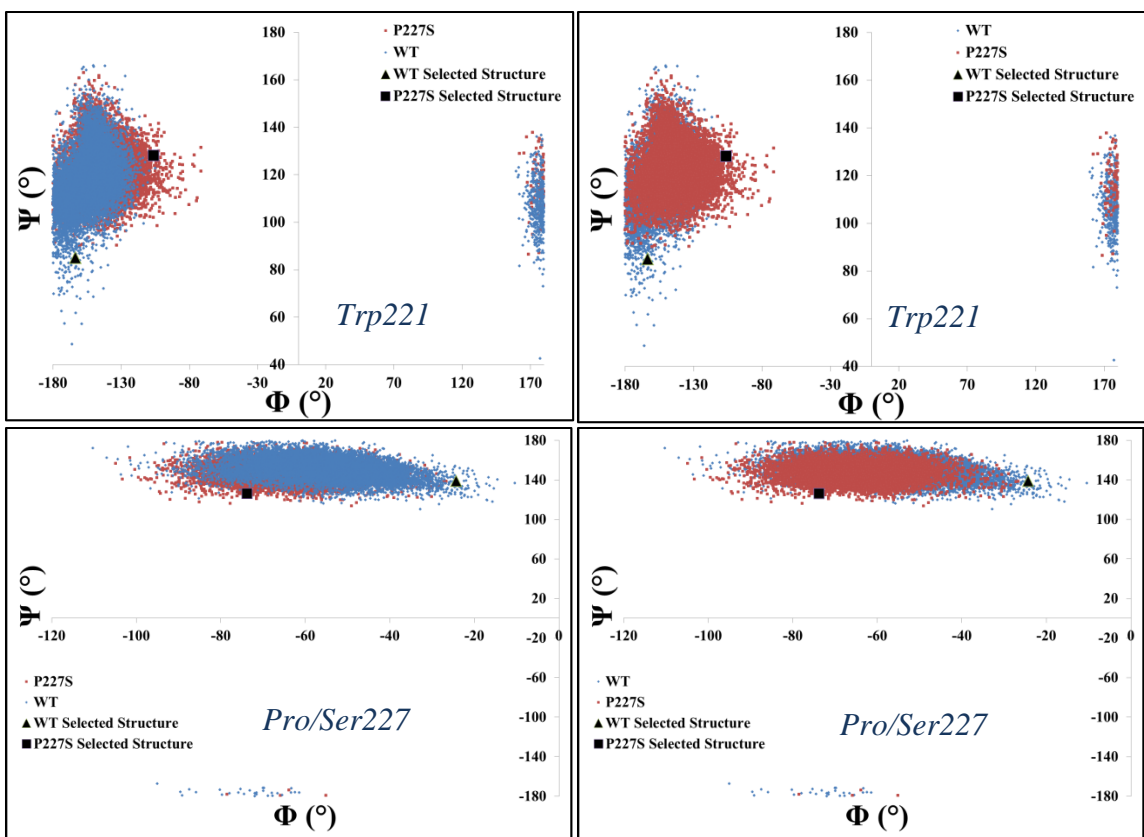 180
160
140
120
100
80
60
40
Ψ (°)
P227S
WT
WT Selected Structure
P227S Selected Structure
Trp221
-180 -130 -80 -30 20 70 120 170
Φ (°)
180
160
140
120
100
80
60
40
Ψ (°)
WT
P227S
WT Selected Structure
P227S Selected Structure
Trp221
-180 -130 -80 -30 20 70 120 170
Φ (°)
180
140
100
60
20
-20
-60
-100
-140
-180
Ψ (°)
-120 -100 -80 -60 -40 -20 0
P227S
WT
WT Selected Structure
P227S Selected Structure
Pro/Ser227
Φ (°)
180
140
100
60
20
-20
-60
-100
-140
-180
Ψ (°)
-120 -100 -80 -60 -40 -20 0
WT
P227S
WT Selected Structure
P227S Selected Structure
Pro/Ser227
Φ (°)